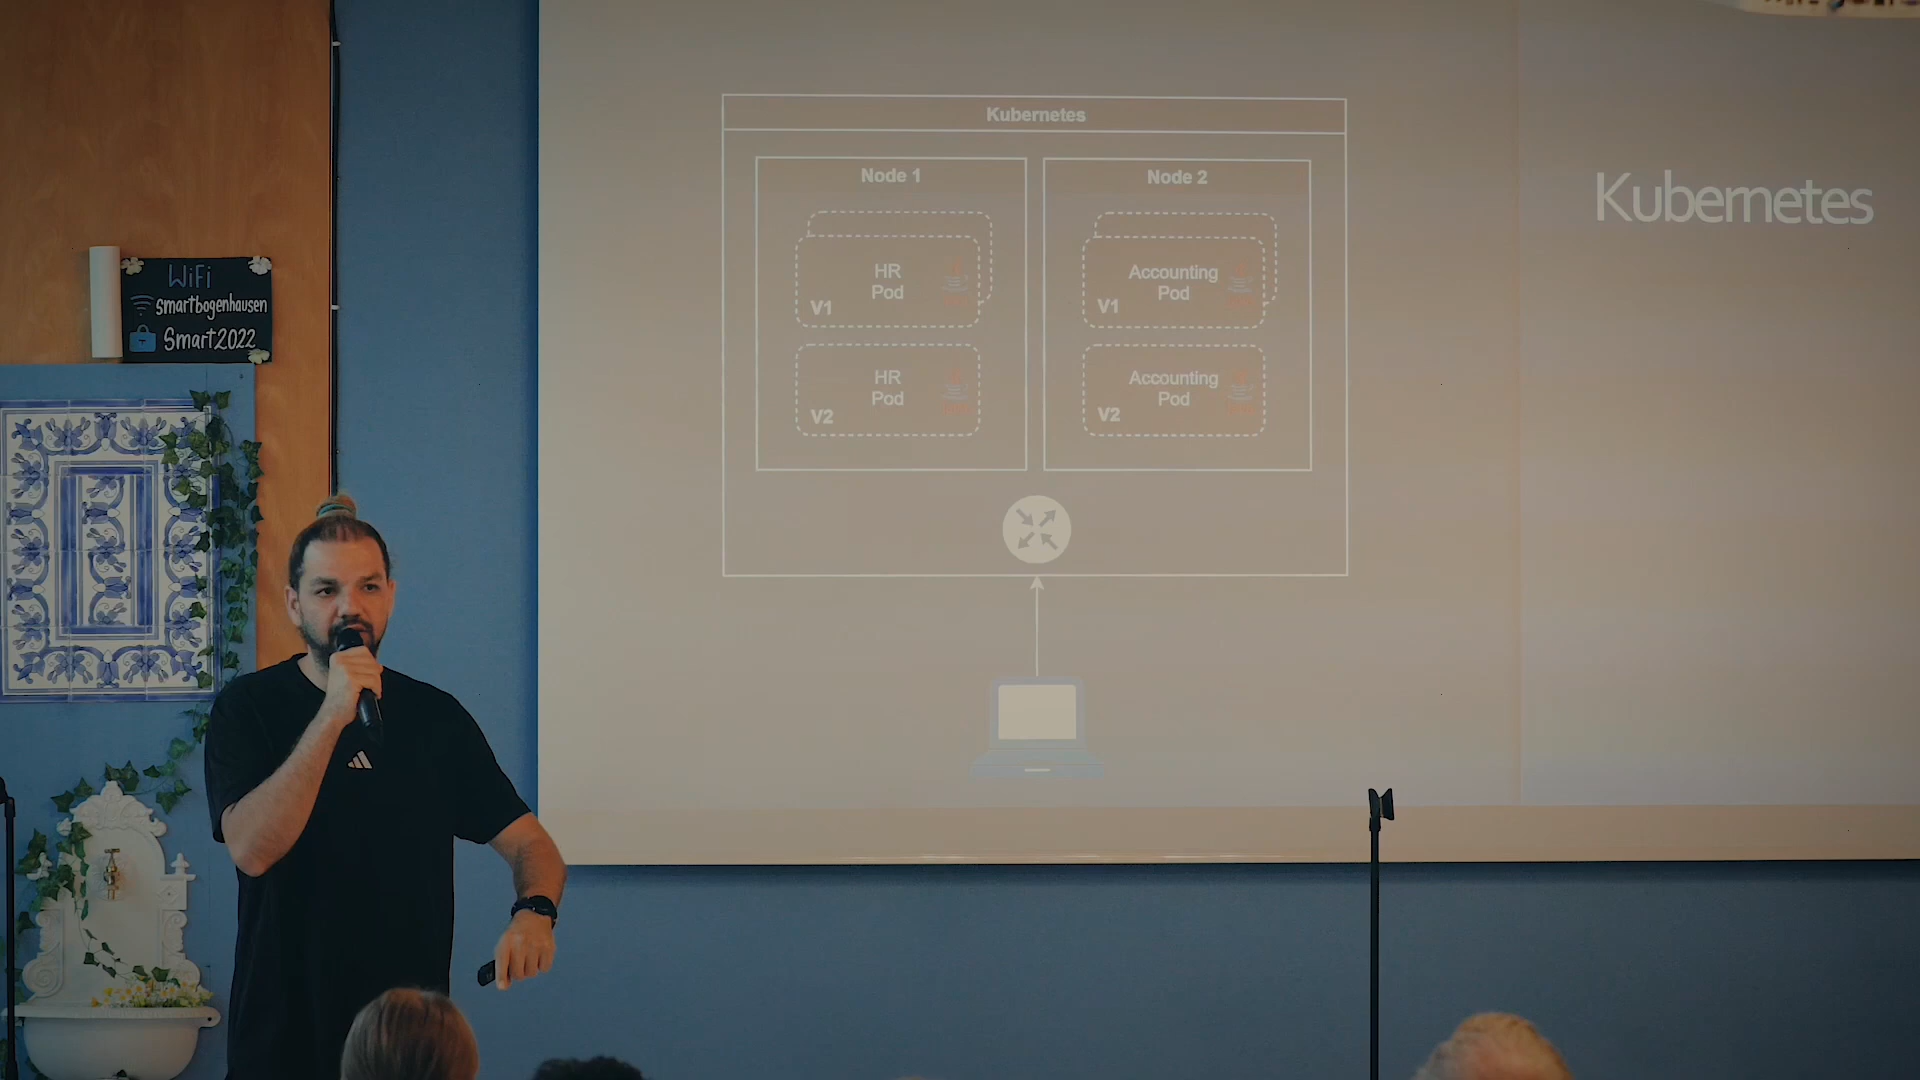 Kubernetes
Node 1
HR
Pod
V1
HR
Pod
V2
Node 2
Accounting
Pod
V1
Accounting
Pod
V2
Kubernetes
WiFi
smartbogenhausen
Smart2022